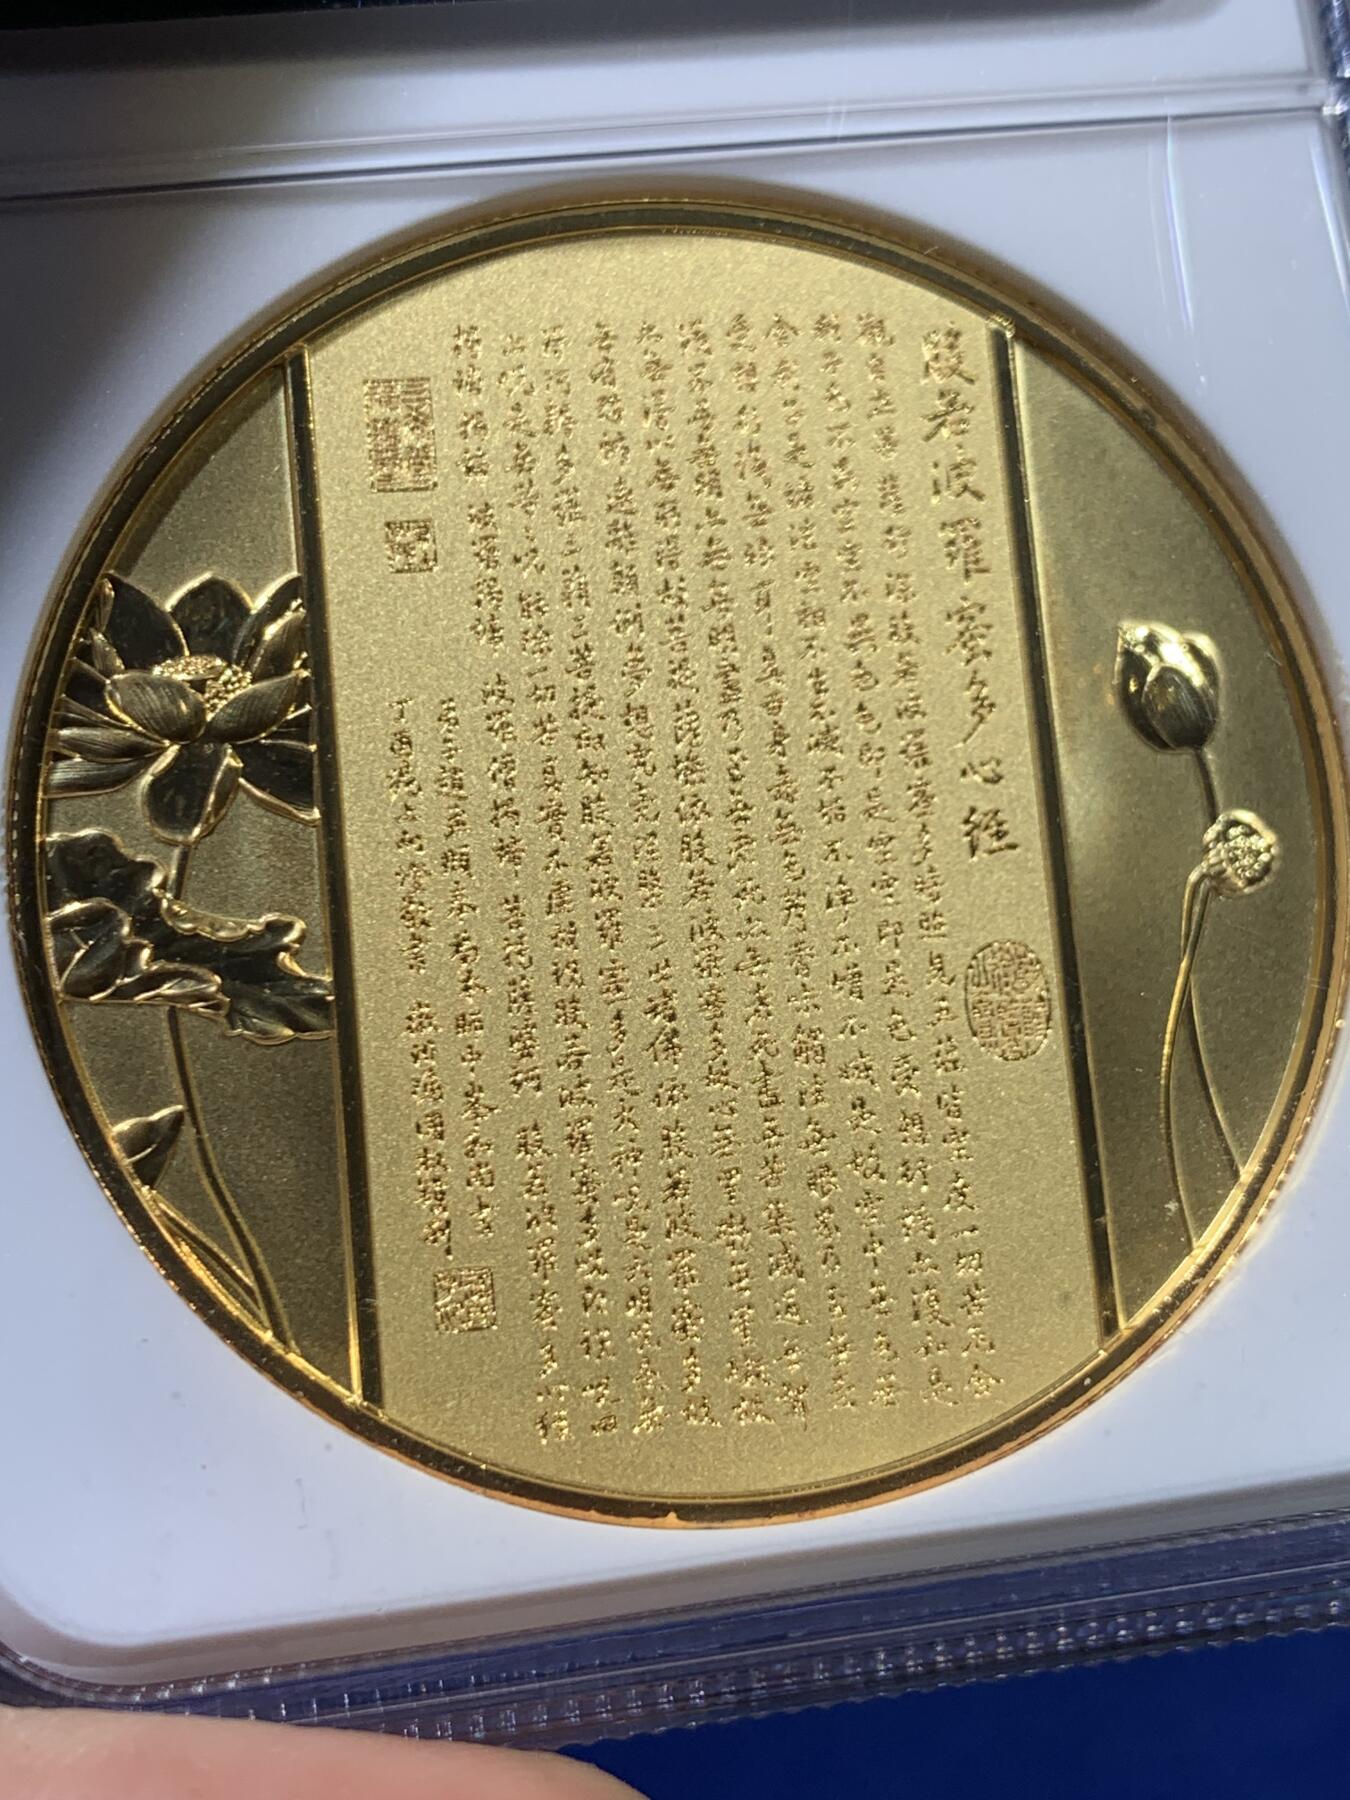 般若波羅蜜多心經
觀自在菩薩行深般若波羅蜜多時照見五蘊皆空度一切苦厄舍
利子色不異空空不異色色即是空空即是色受想行識亦復如是
舍利子是諸法空相不生不滅不垢不淨不增不減是故空中無色無
受想行識無眼耳鼻舌身意無色聲香味觸法無眼界乃至無意
識界無無明亦無無明盡乃至無老死亦無老死盡無苦集滅道無智
亦無得以無所得故菩提薩埵依般若波羅蜜多故心無罣礙無罣礙故
無有恐怖遠離顛倒夢想究竟涅槃三世諸佛依般若波羅蜜多故
得阿耨多羅三藐三菩提故知般若波羅蜜多是大神咒是大明咒是無
上咒是無等等咒能除一切苦真實不虛故說般若波羅蜜多咒即說咒曰
揭諦揭諦 般羅揭諦 波羅僧揭諦 菩提薩婆訶 般若波羅蜜多心經